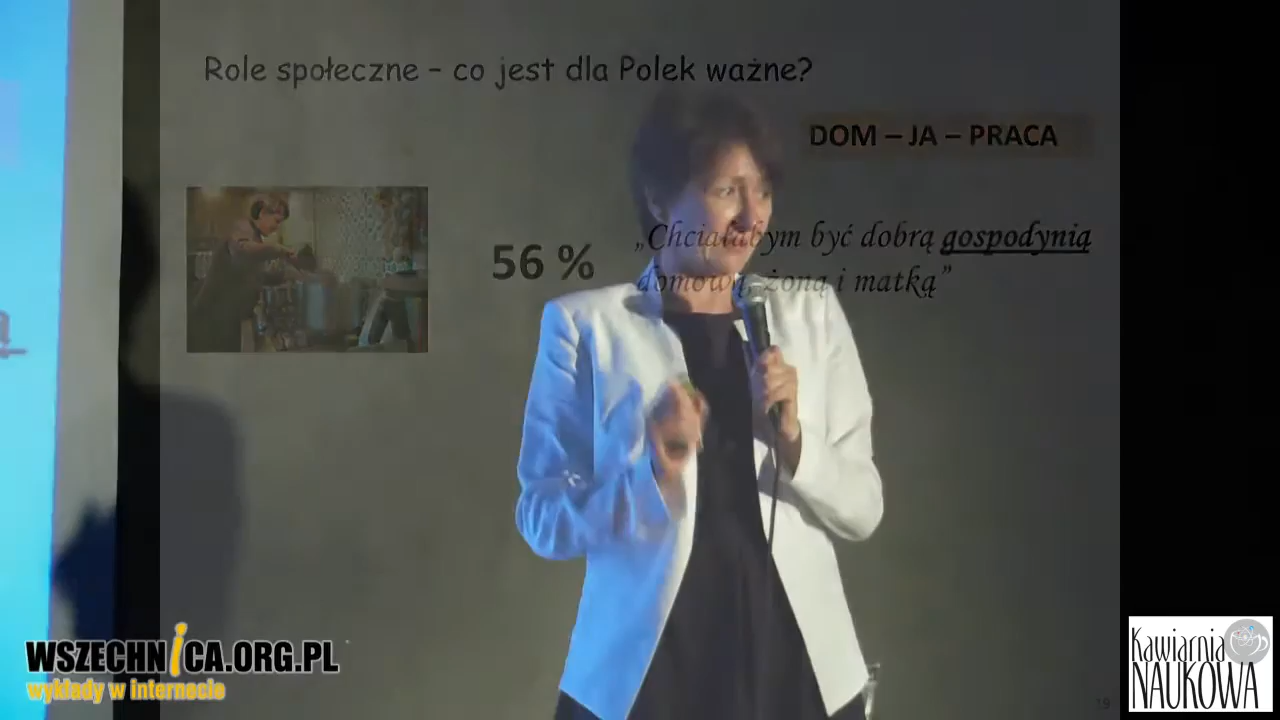 Role społeczne – co jest dla Polek ważne?
DOM – JA – PRACA
56 %
„Chciałabym być dobrą gospodynią
domową, żoną i matką”
WSZECHNiCA.ORG.PL
wykłady w internecie
Kawiarnia
NAUKOWA
19